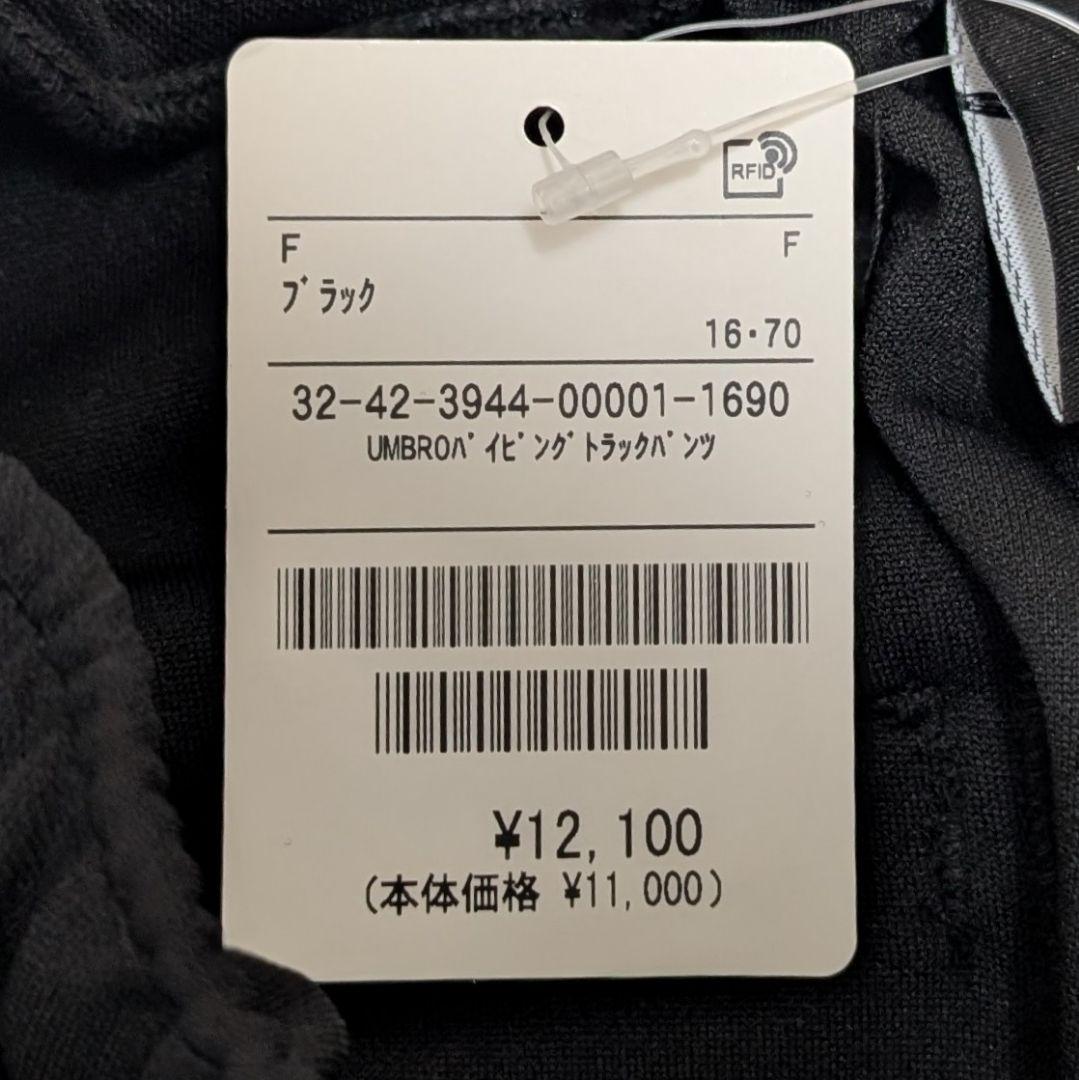 RFID
F F
ﾌﾞﾗｯｸ
16・70
32-42-3944-00001-1690
UMBROﾊﾟｲﾋﾟﾝｸﾞﾄﾗｯｸﾊﾟﾝﾂ
¥12,100
(本体価格 ¥11,000)